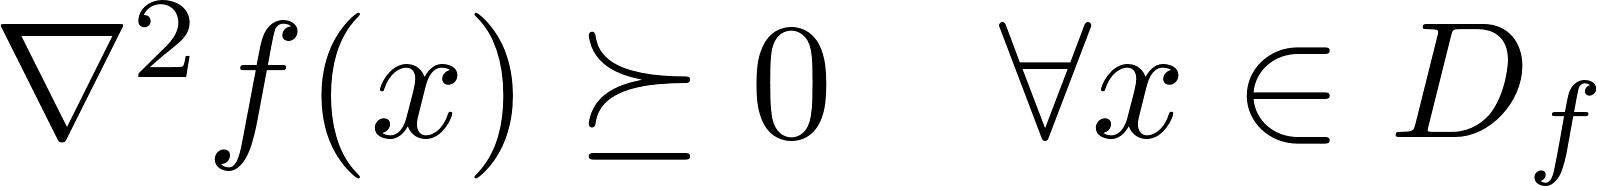 ∇²f(x) ⪰ 0 ∀x ∈ D_f